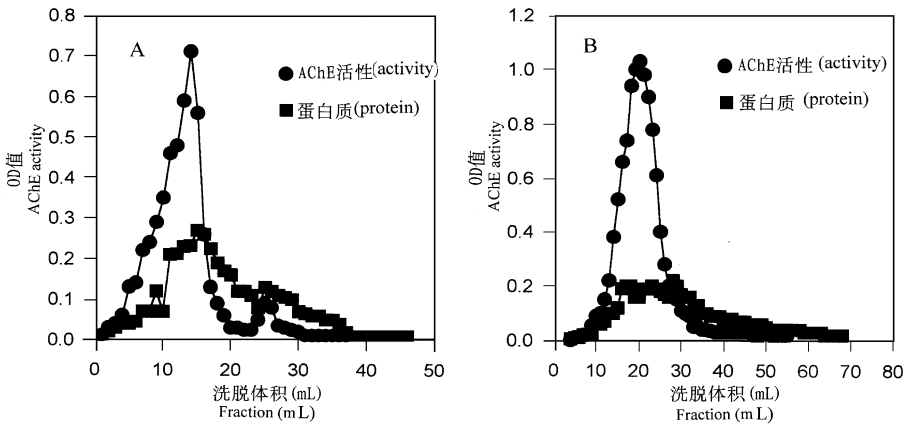 0.8
0.7
0.6
0.5
0.4
0.3
0.2
0.1
0.0
OD值
AChE activity
A
AChE活性(activity)
蛋白质(protein)
0 10 20 30 40 50
洗脱体积(mL)
Fraction(mL)
1.2
1.0
0.8
0.6
0.4
0.2
0.0
OD值
AChE activity
B
AChE活性(activity)
蛋白质(protein)
0 10 20 30 40 50 60 70 80
洗脱体积(mL)
Fraction(mL)